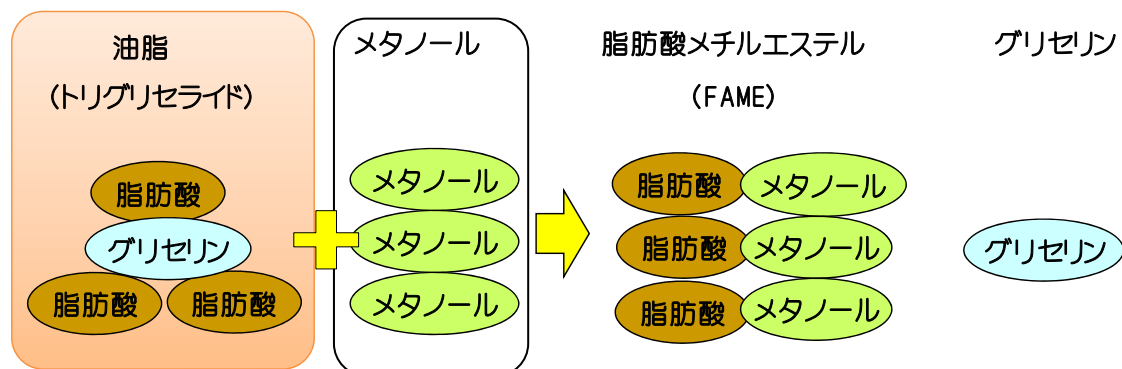 油脂
(トリグリセライド)
脂肪酸
グリセリン
脂肪酸
脂肪酸
メタノール
メタノール
メタノール
メタノール
脂肪酸メチルエステル
(FAME)
脂肪酸
メタノール
脂肪酸
メタノール
脂肪酸
メタノール
グリセリン
グリセリン